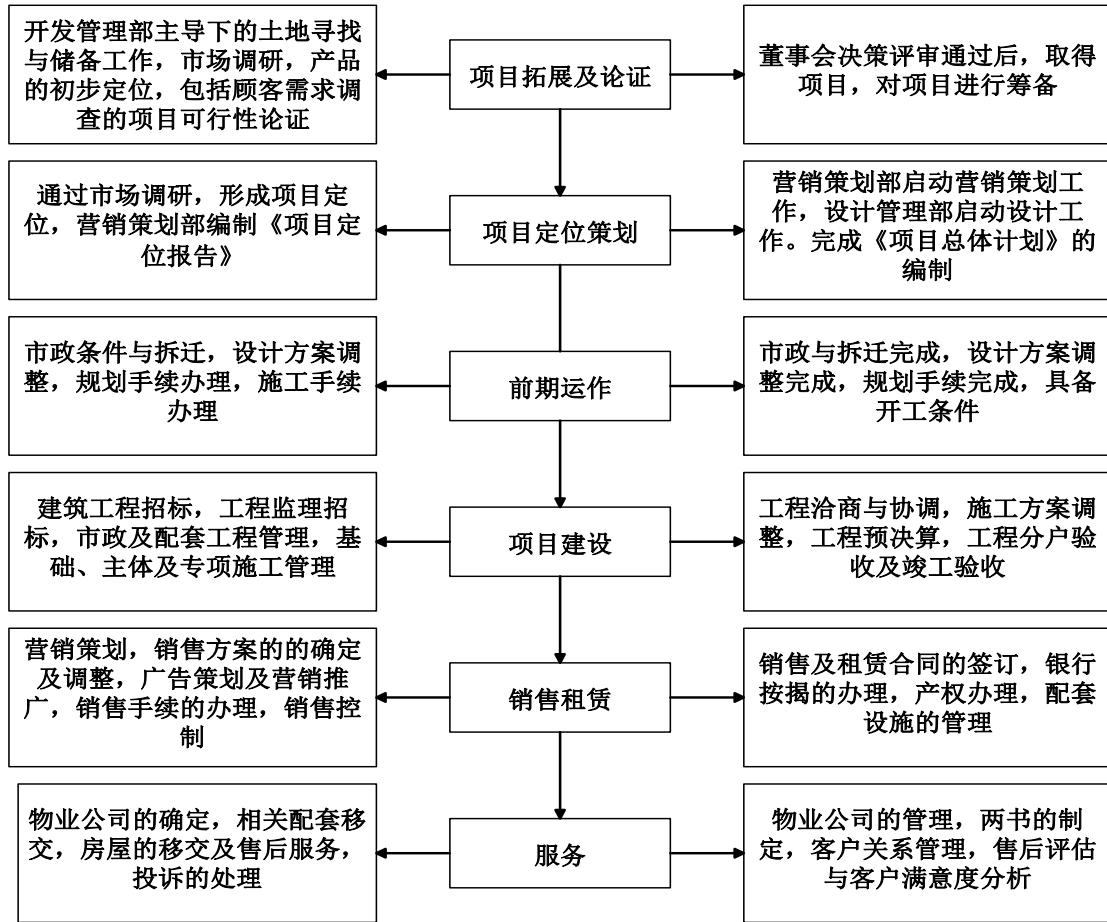 开发管理部主导下的土地寻找
与储备工作，市场调研，产品
的初步定位，包括顾客需求调
查的项目可行性论证
项目拓展及论证
董事会决策评审通过后，取得
项目，对项目进行筹备
通过市场调研，形成项目定
位，营销策划部编制《项目定
位报告》
项目定位策划
营销策划部启动营销策划工
作，设计管理部启动设计工
作。完成《项目总体计划》的
编制
市政条件与拆迁，设计方案调
整，规划手续办理，施工手续
办理
前期运作
市政与拆迁完成，设计方案调
整完成，规划手续完成，具备
开工条件
建筑工程招标，工程监理招
标，市政及配套工程管理，基
础、主体及专项施工管理
项目建设
工程洽商与协调，施工方案调
整，工程预决算，工程分户验
收及竣工验收
营销策划，销售方案的的确定
及调整，广告策划及营销推
广，销售手续的办理，销售控
制
销售租赁
销售及租赁合同的签订，银行
按揭的办理，产权办理，配套
设施的管理
物业公司的确定，相关配套移
交，房屋的移交及售后服务，
投诉的处理
服务
物业公司的管理，两书的制
定，客户关系管理，售后评估
与客户满意度分析